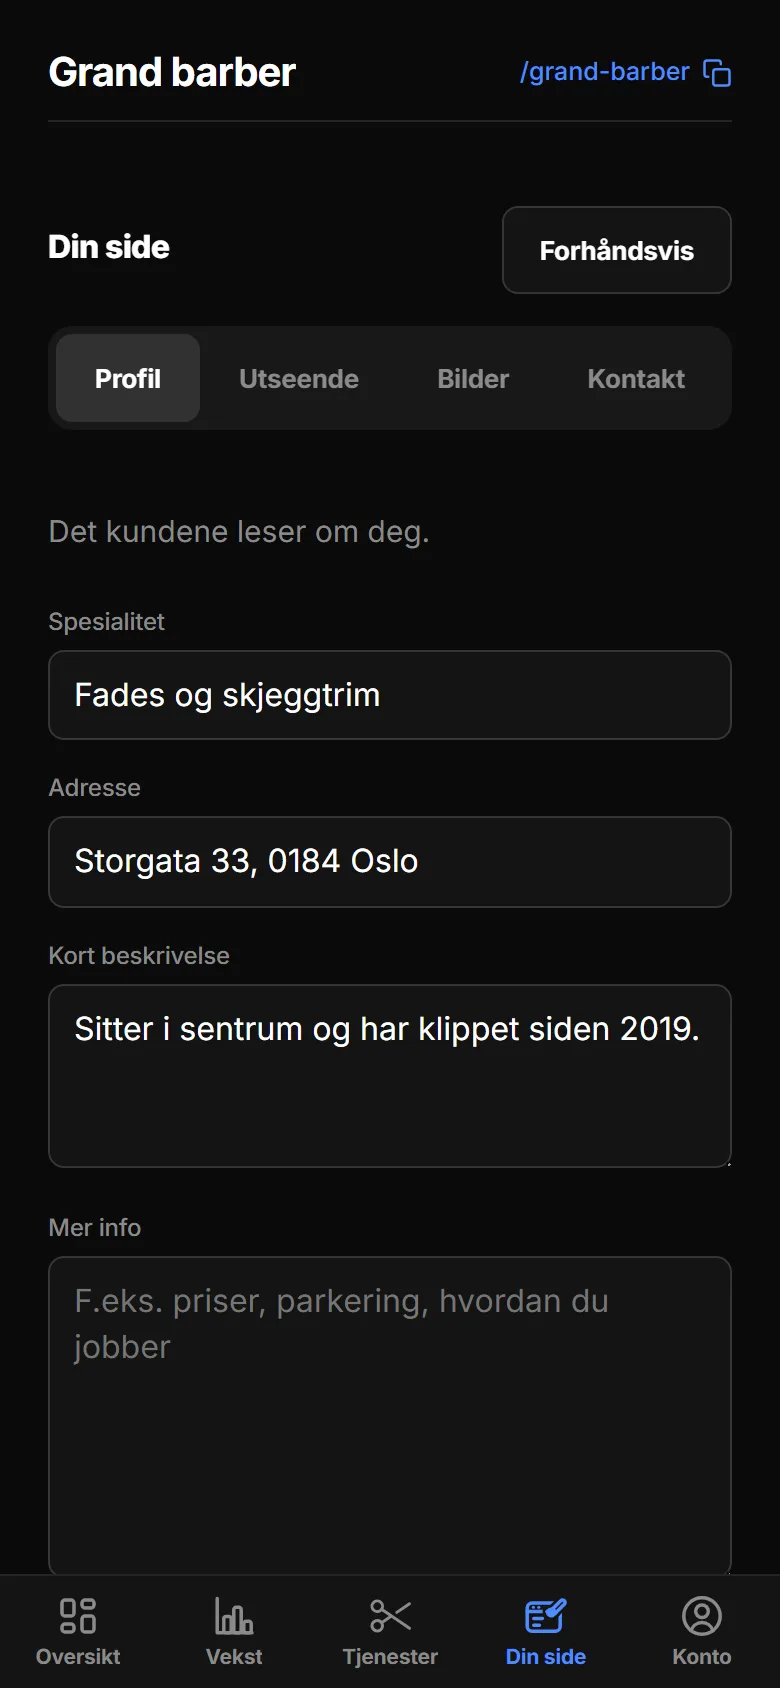 Grand barber
/grand-barber
Din side
Forhåndsvis
Profil
Utseende
Bilder
Kontakt
Det kundene leser om deg.
Spesialitet
Fades og skjeggtrim
Adresse
Storgata 33, 0184 Oslo
Kort beskrivelse
Sitter i sentrum og har klippet siden 2019.
Mer info
F.eks. priser, parkering, hvordan du
jobber
Oversikt
Vekst
Tjenester
Din side
Konto